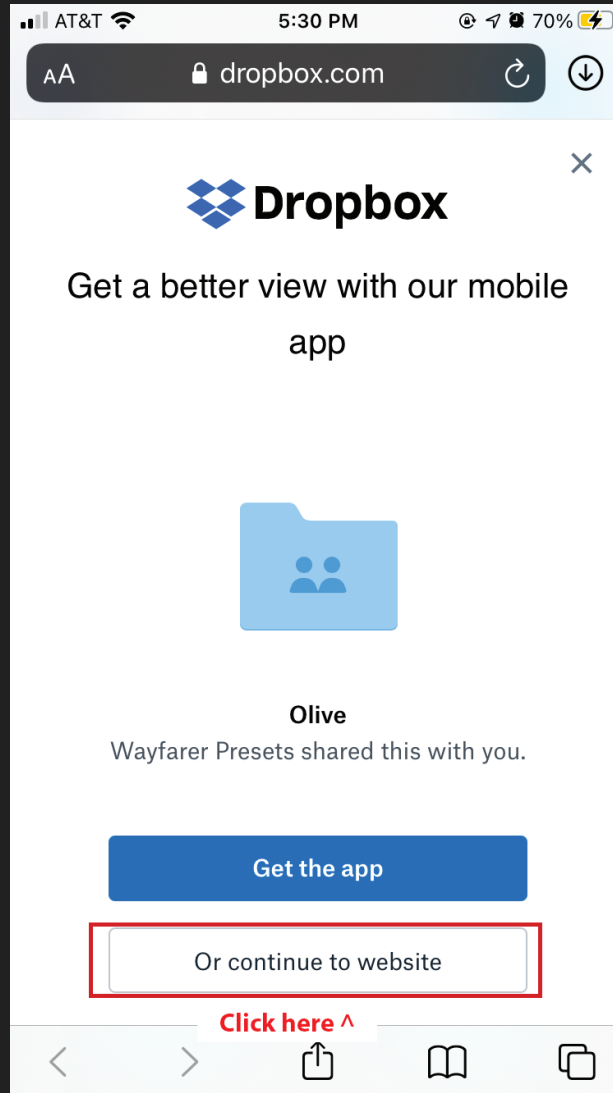 AT&T 5:30 PM 70%
AA dropbox.com
Dropbox
Get a better view with our mobile
app
Olive
Wayfarer Presets shared this with you.
Get the app
Or continue to website
Click here ^